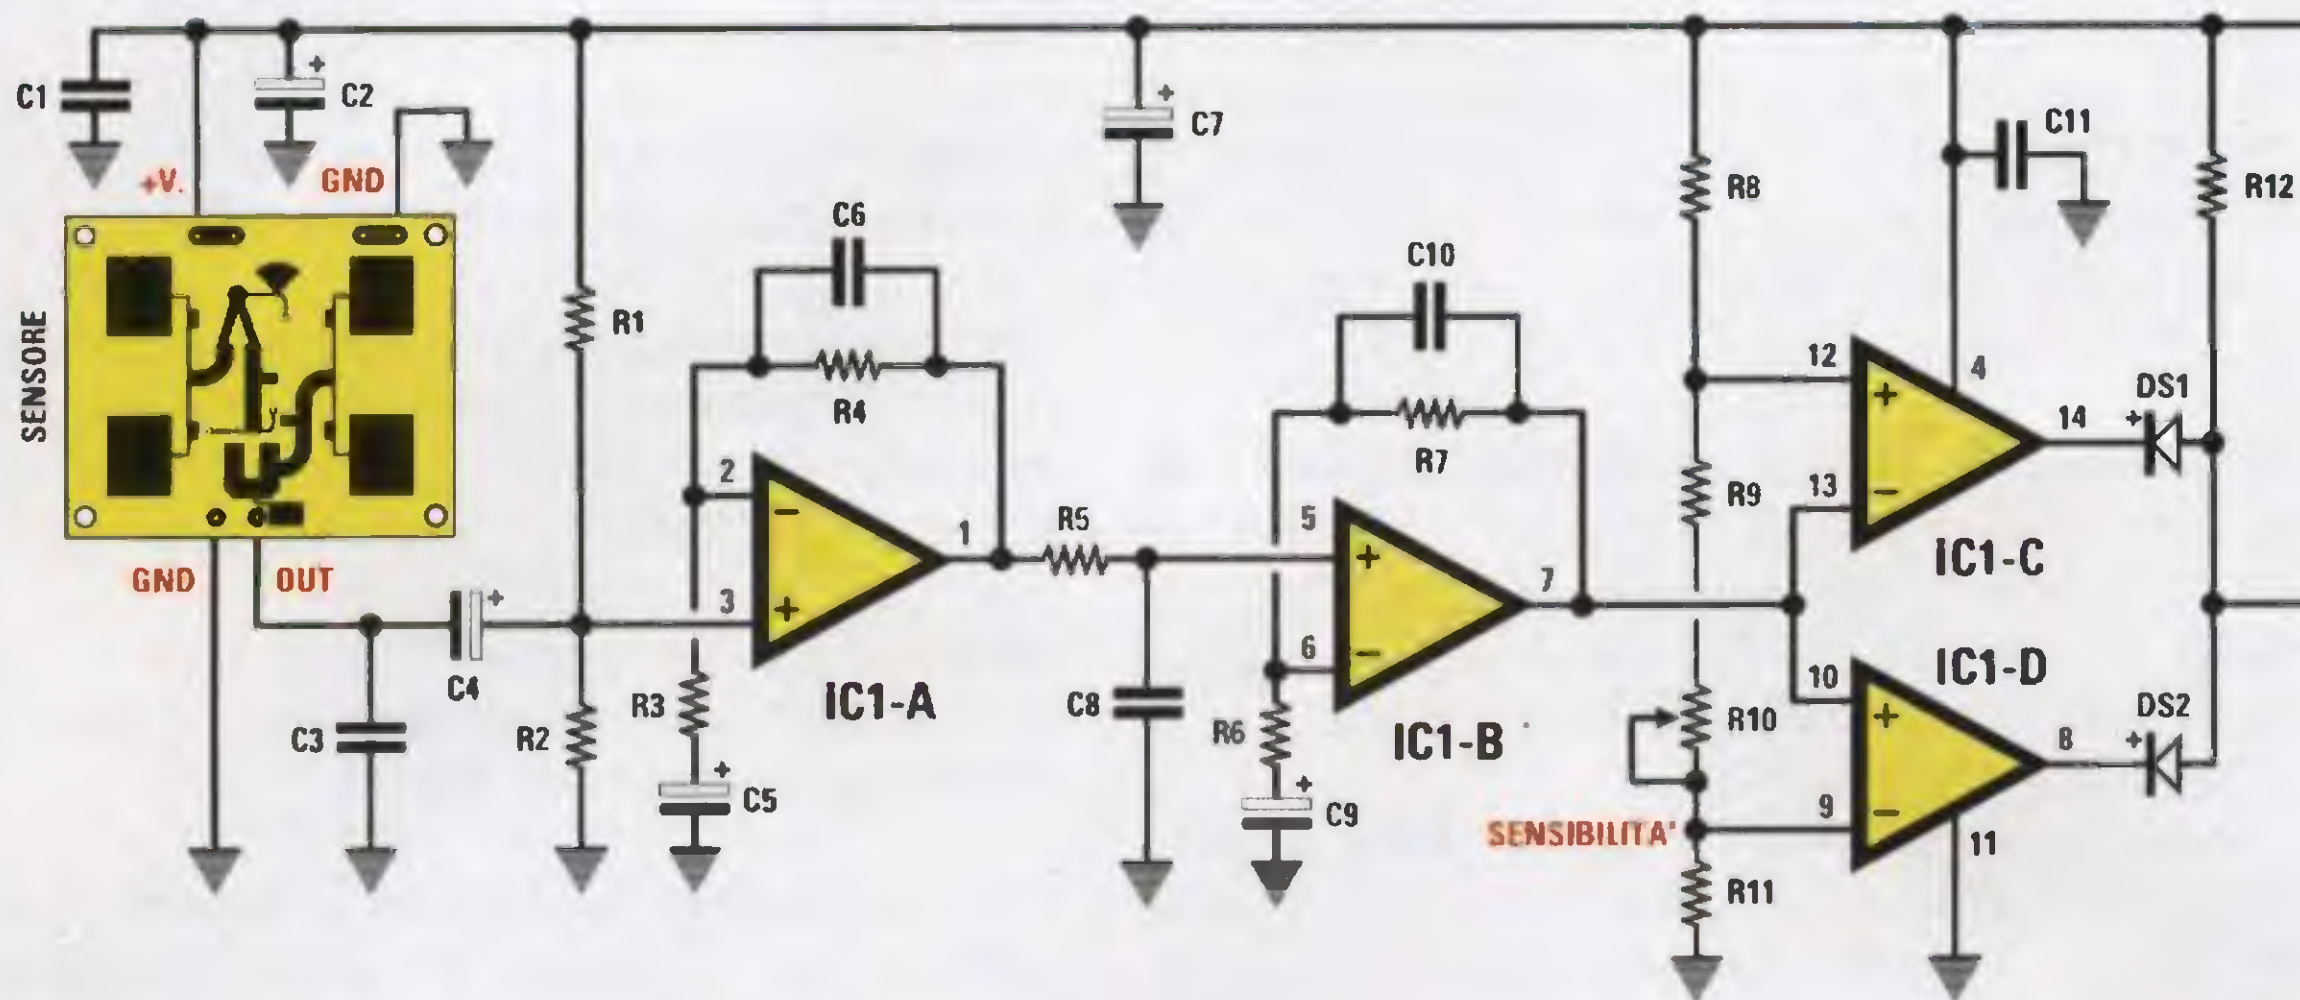 C1
+
C2
+V.
GND
SENSORE
GND
OUT
+
C4
C3
R1
R2
C6
R4
2
-
3
+
1
IC1-A
R3
+
C5
+
C7
R5
C8
C10
R7
5
+
6
-
7
IC1-B
R6
+
C9
R8
R9
R10
SENSIBILITA'
R11
C11
12
+
4
13
-
14
IC1-C
DS1
+
R12
IC1-D
10
+
9
-
8
11
DS2
+